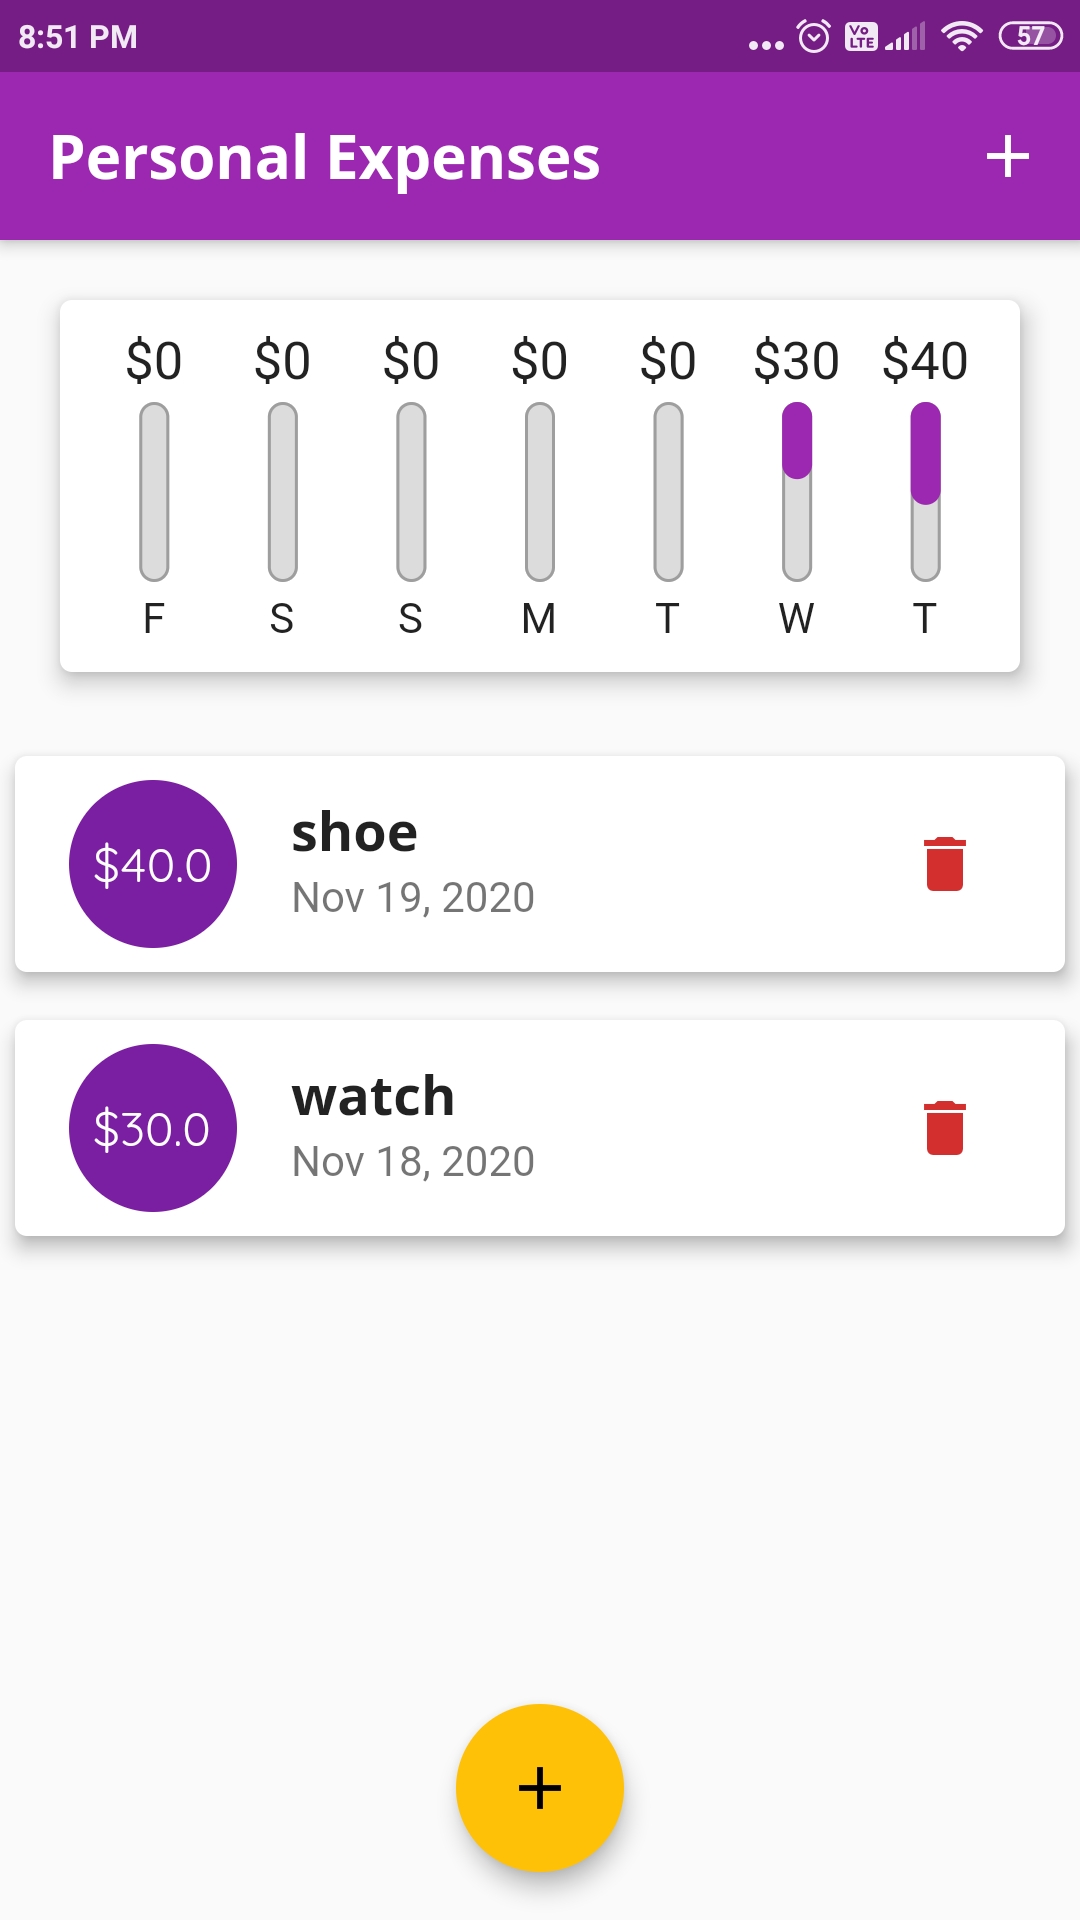 8:51 PM ... Vo LTE 57
Personal Expenses +
$0 $0 $0 $0 $0 $30 $40
F S S M T W T
shoe
$40.0
Nov 19, 2020
watch
$30.0
Nov 18, 2020
+